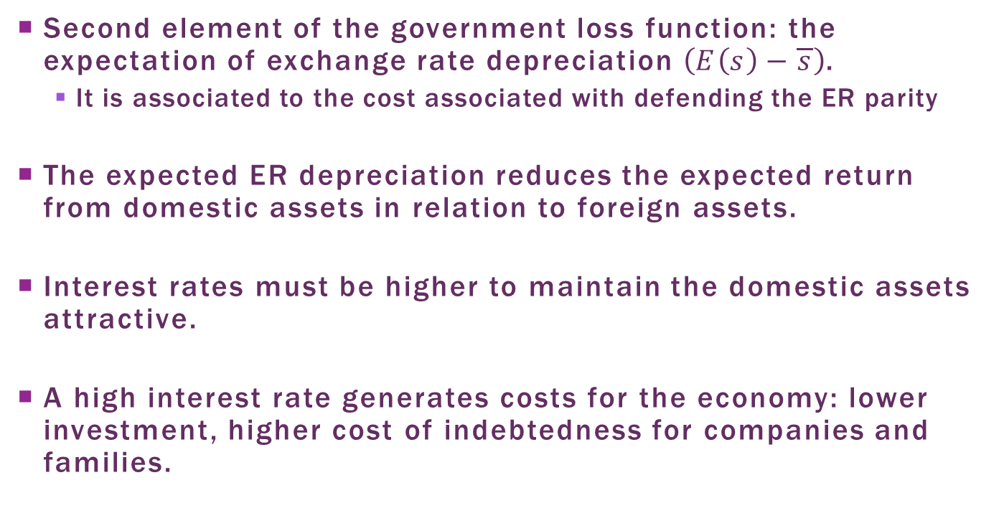 Second element of the government loss function: the
expectation of exchange rate depreciation (E(s) − s̅).
It is associated to the cost associated with defending the ER parity
The expected ER depreciation reduces the expected return
from domestic assets in relation to foreign assets.
Interest rates must be higher to maintain the domestic assets
attractive.
A high interest rate generates costs for the economy: lower
investment, higher cost of indebtedness for companies and
families.